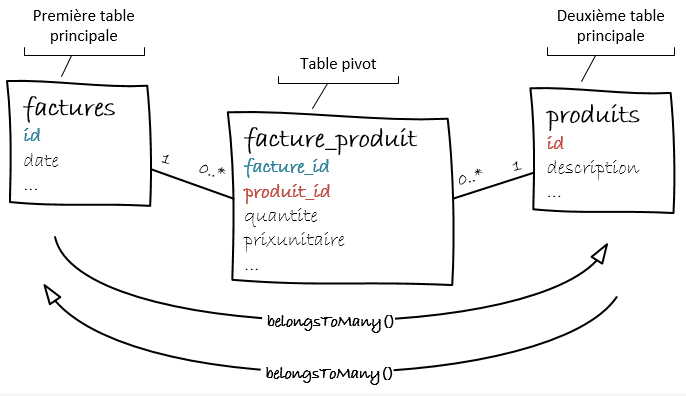 Première table
principale
Deuxième table
principale
Table pivot
factures
id
date
...
1
0..*
facture_produit
facture_id
produit_id
quantite
prixunitaire
...
0..*
1
produits
id
description
...
belongsToMany()
belongsToMany()